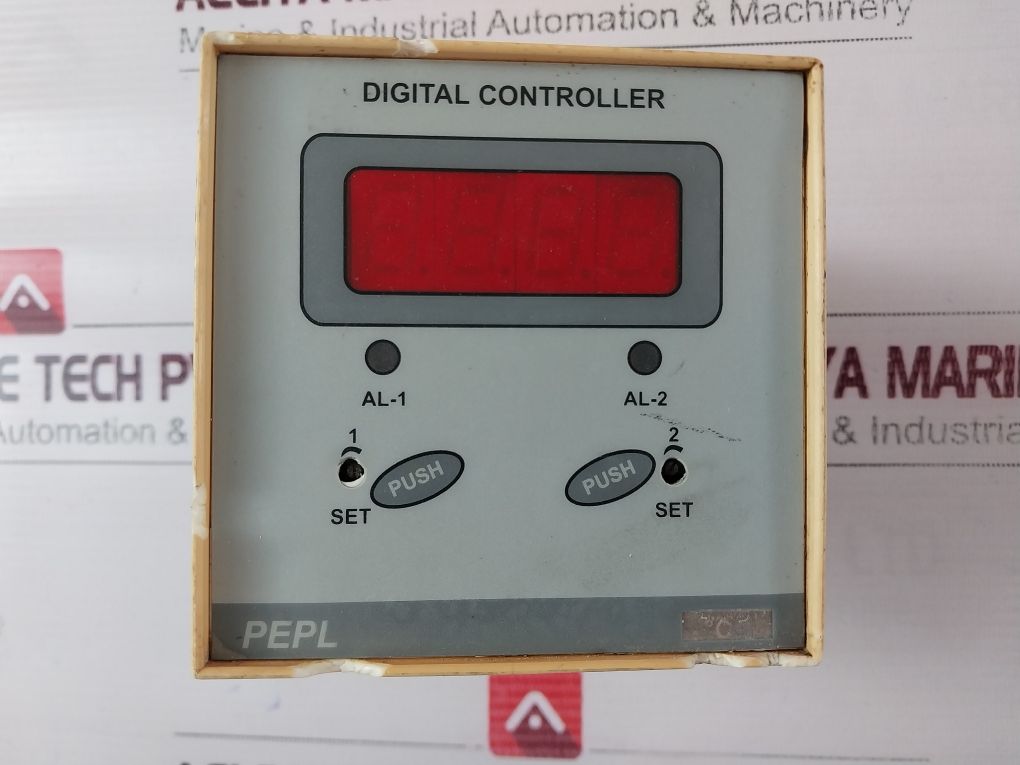 Marine & Industrial Automation & Machinery
DIGITAL CONTROLLER
AL-1 AL-2
1 2
PUSH PUSH
SET SET
PEPL °C
E TECH
YA MARI
Automation &
& Industria